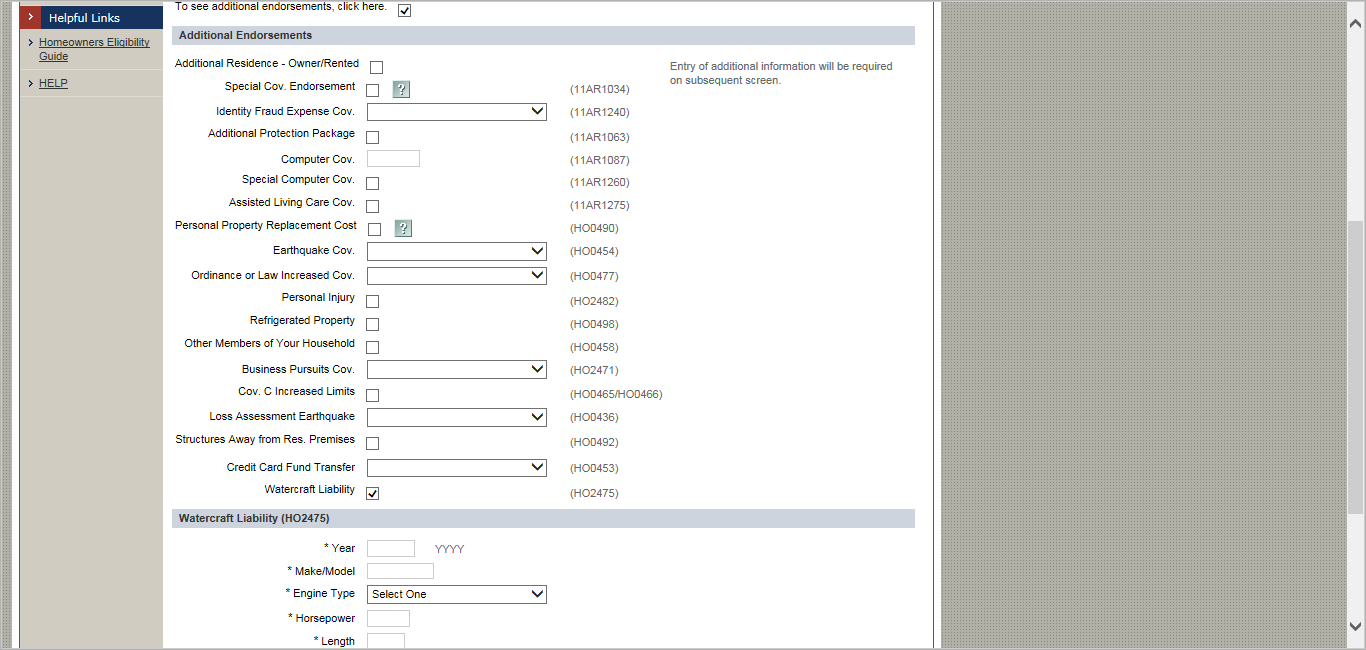 To see additional endorsements, click here.
Helpful Links
Homeowners Eligibility
Guide
HELP
Additional Endorsements
Additional Residence - Owner/Rented
Entry of additional information will be required
on subsequent screen.
Special Cov. Endorsement ? (11AR1034)
Identity Fraud Expense Cov. (11AR1240)
Additional Protection Package (11AR1063)
Computer Cov. (11AR1087)
Special Computer Cov. (11AR1260)
Assisted Living Care Cov. (11AR1275)
Personal Property Replacement Cost ? (HO0490)
Earthquake Cov. (HO0454)
Ordinance or Law Increased Cov. (HO0477)
Personal Injury (HO2482)
Refrigerated Property (HO0498)
Other Members of Your Household (HO0458)
Business Pursuits Cov. (HO2471)
Cov. C Increased Limits (HO0465/HO0466)
Loss Assessment Earthquake (HO0436)
Structures Away from Res. Premises (HO0492)
Credit Card Fund Transfer (HO0453)
Watercraft Liability (HO2475)
Watercraft Liability (HO2475)
* Year YYYY
* Make/Model
* Engine Type Select One
* Horsepower
* Length